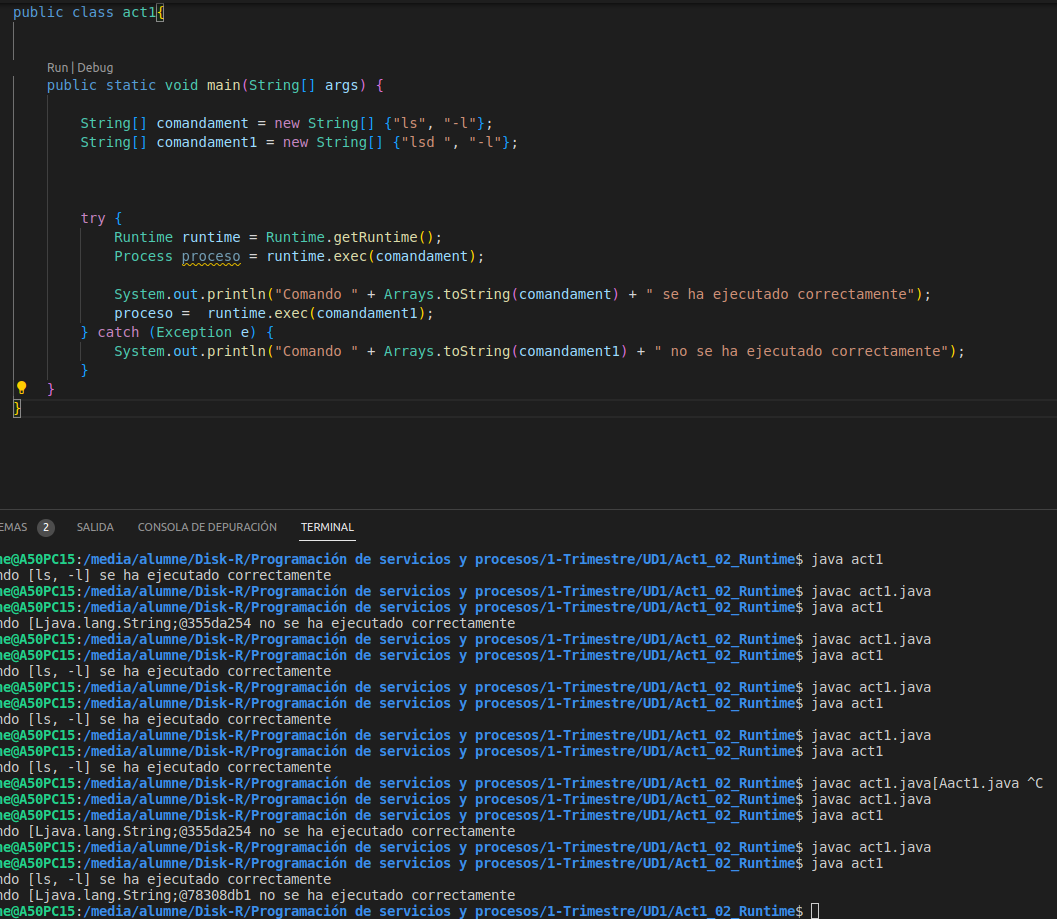 public class act1{
Run | Debug
public static void main(String[] args) {
String[] comandament = new String[] {"ls", "-l"};
String[] comandament1 = new String[] {"lsd ", "-l"};
try {
Runtime runtime = Runtime.getRuntime();
Process proceso = runtime.exec(comandament);
System.out.println("Comando " + Arrays.toString(comandament) + " se ha ejecutado correctamente");
proceso =  runtime.exec(comandament1);
} catch (Exception e) {
System.out.println("Comando " + Arrays.toString(comandament1) + " no se ha ejecutado correctamente");
}
}
}
EMAS 2 SALIDA CONSOLA DE DEPURACIÓN TERMINAL
ne@A50PC15:/media/alumne/Disk-R/Programación de servicios y procesos/1-Trimestre/UD1/Act1_02_Runtime$ java act1
ndo [ls, -l] se ha ejecutado correctamente
ne@A50PC15:/media/alumne/Disk-R/Programación de servicios y procesos/1-Trimestre/UD1/Act1_02_Runtime$ javac act1.java
ne@A50PC15:/media/alumne/Disk-R/Programación de servicios y procesos/1-Trimestre/UD1/Act1_02_Runtime$ java act1
ndo [Ljava.lang.String;@355da254 no se ha ejecutado correctamente
ne@A50PC15:/media/alumne/Disk-R/Programación de servicios y procesos/1-Trimestre/UD1/Act1_02_Runtime$ javac act1.java
ne@A50PC15:/media/alumne/Disk-R/Programación de servicios y procesos/1-Trimestre/UD1/Act1_02_Runtime$ java act1
ndo [ls, -l] se ha ejecutado correctamente
ne@A50PC15:/media/alumne/Disk-R/Programación de servicios y procesos/1-Trimestre/UD1/Act1_02_Runtime$ javac act1.java
ne@A50PC15:/media/alumne/Disk-R/Programación de servicios y procesos/1-Trimestre/UD1/Act1_02_Runtime$ java act1
ndo [ls, -l] se ha ejecutado correctamente
ne@A50PC15:/media/alumne/Disk-R/Programación de servicios y procesos/1-Trimestre/UD1/Act1_02_Runtime$ javac act1.java
ne@A50PC15:/media/alumne/Disk-R/Programación de servicios y procesos/1-Trimestre/UD1/Act1_02_Runtime$ java act1
ndo [ls, -l] se ha ejecutado correctamente
ne@A50PC15:/media/alumne/Disk-R/Programación de servicios y procesos/1-Trimestre/UD1/Act1_02_Runtime$ javac act1.java[Aact1.java ^C
ne@A50PC15:/media/alumne/Disk-R/Programación de servicios y procesos/1-Trimestre/UD1/Act1_02_Runtime$ javac act1.java
ne@A50PC15:/media/alumne/Disk-R/Programación de servicios y procesos/1-Trimestre/UD1/Act1_02_Runtime$ java act1
ndo [Ljava.lang.String;@355da254 no se ha ejecutado correctamente
ne@A50PC15:/media/alumne/Disk-R/Programación de servicios y procesos/1-Trimestre/UD1/Act1_02_Runtime$ javac act1.java
ne@A50PC15:/media/alumne/Disk-R/Programación de servicios y procesos/1-Trimestre/UD1/Act1_02_Runtime$ java act1
ndo [ls, -l] se ha ejecutado correctamente
ndo [Ljava.lang.String;@78308db1 no se ha ejecutado correctamente
ne@A50PC15:/media/alumne/Disk-R/Programación de servicios y procesos/1-Trimestre/UD1/Act1_02_Runtime$